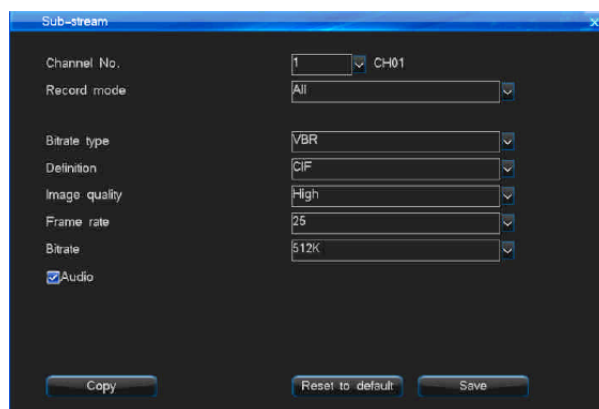 Sub-stream
Channel No. 1 CH01
Record mode All
Bitrate type VBR
Definition CIF
Image quality High
Frame rate 25
Bitrate 512K
Audio
Copy Reset to default Save